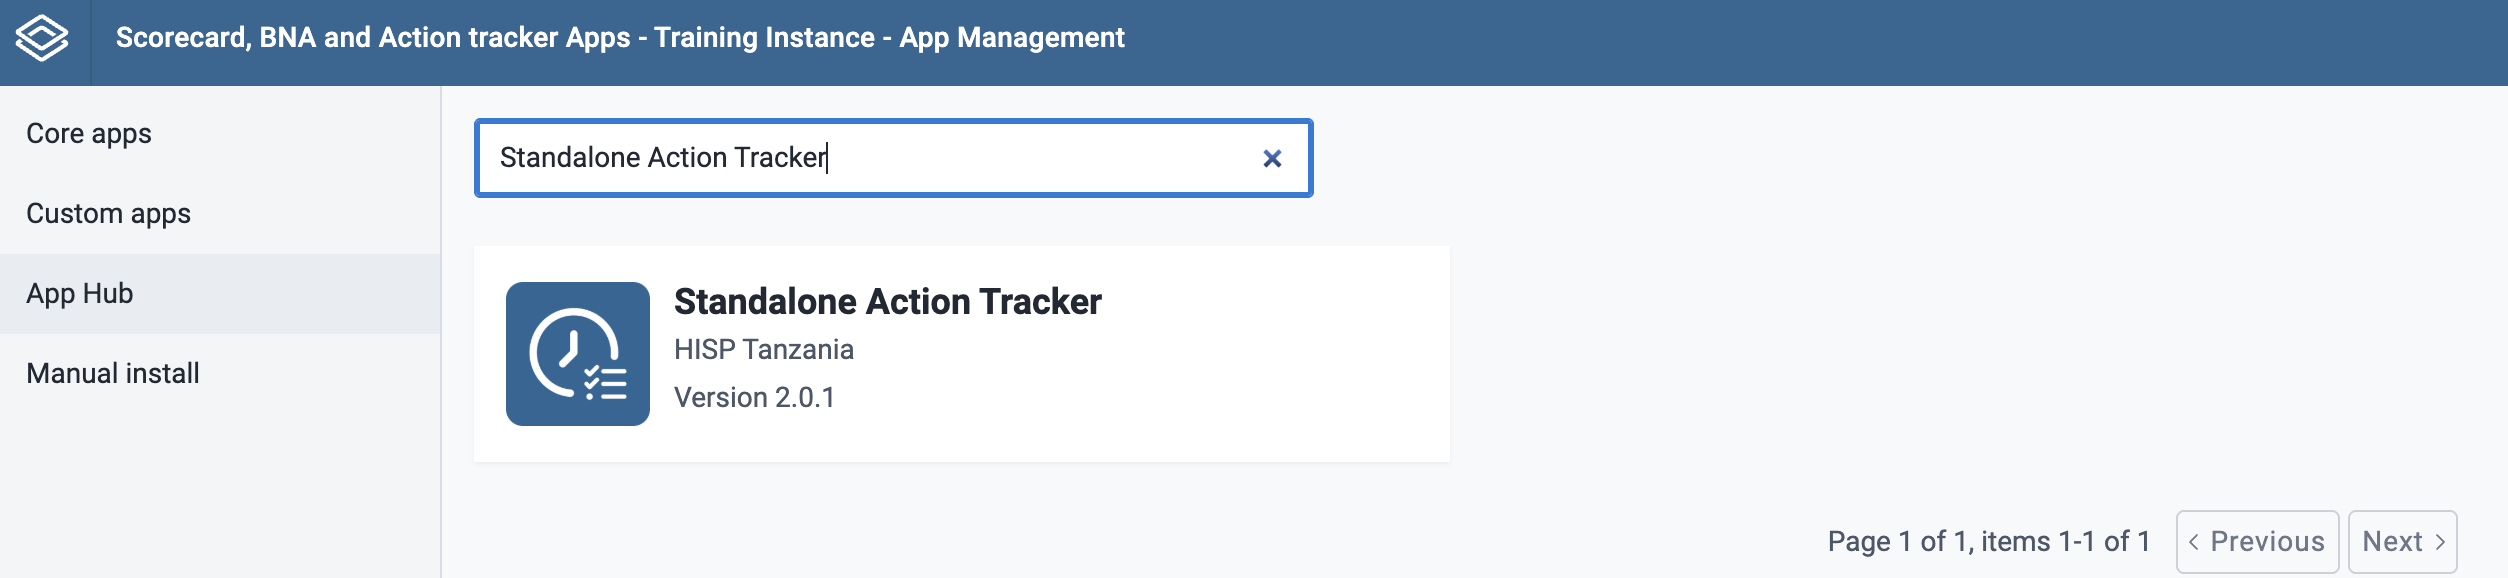 Scorecard, BNA and Action tracker Apps - Training Instance - App Management
Core apps
Custom apps
App Hub
Manual install
Standalone Action Tracker
Standalone Action Tracker
HISP Tanzania
Version 2.0.1
Page 1 of 1, items 1-1 of 1
Previous
Next